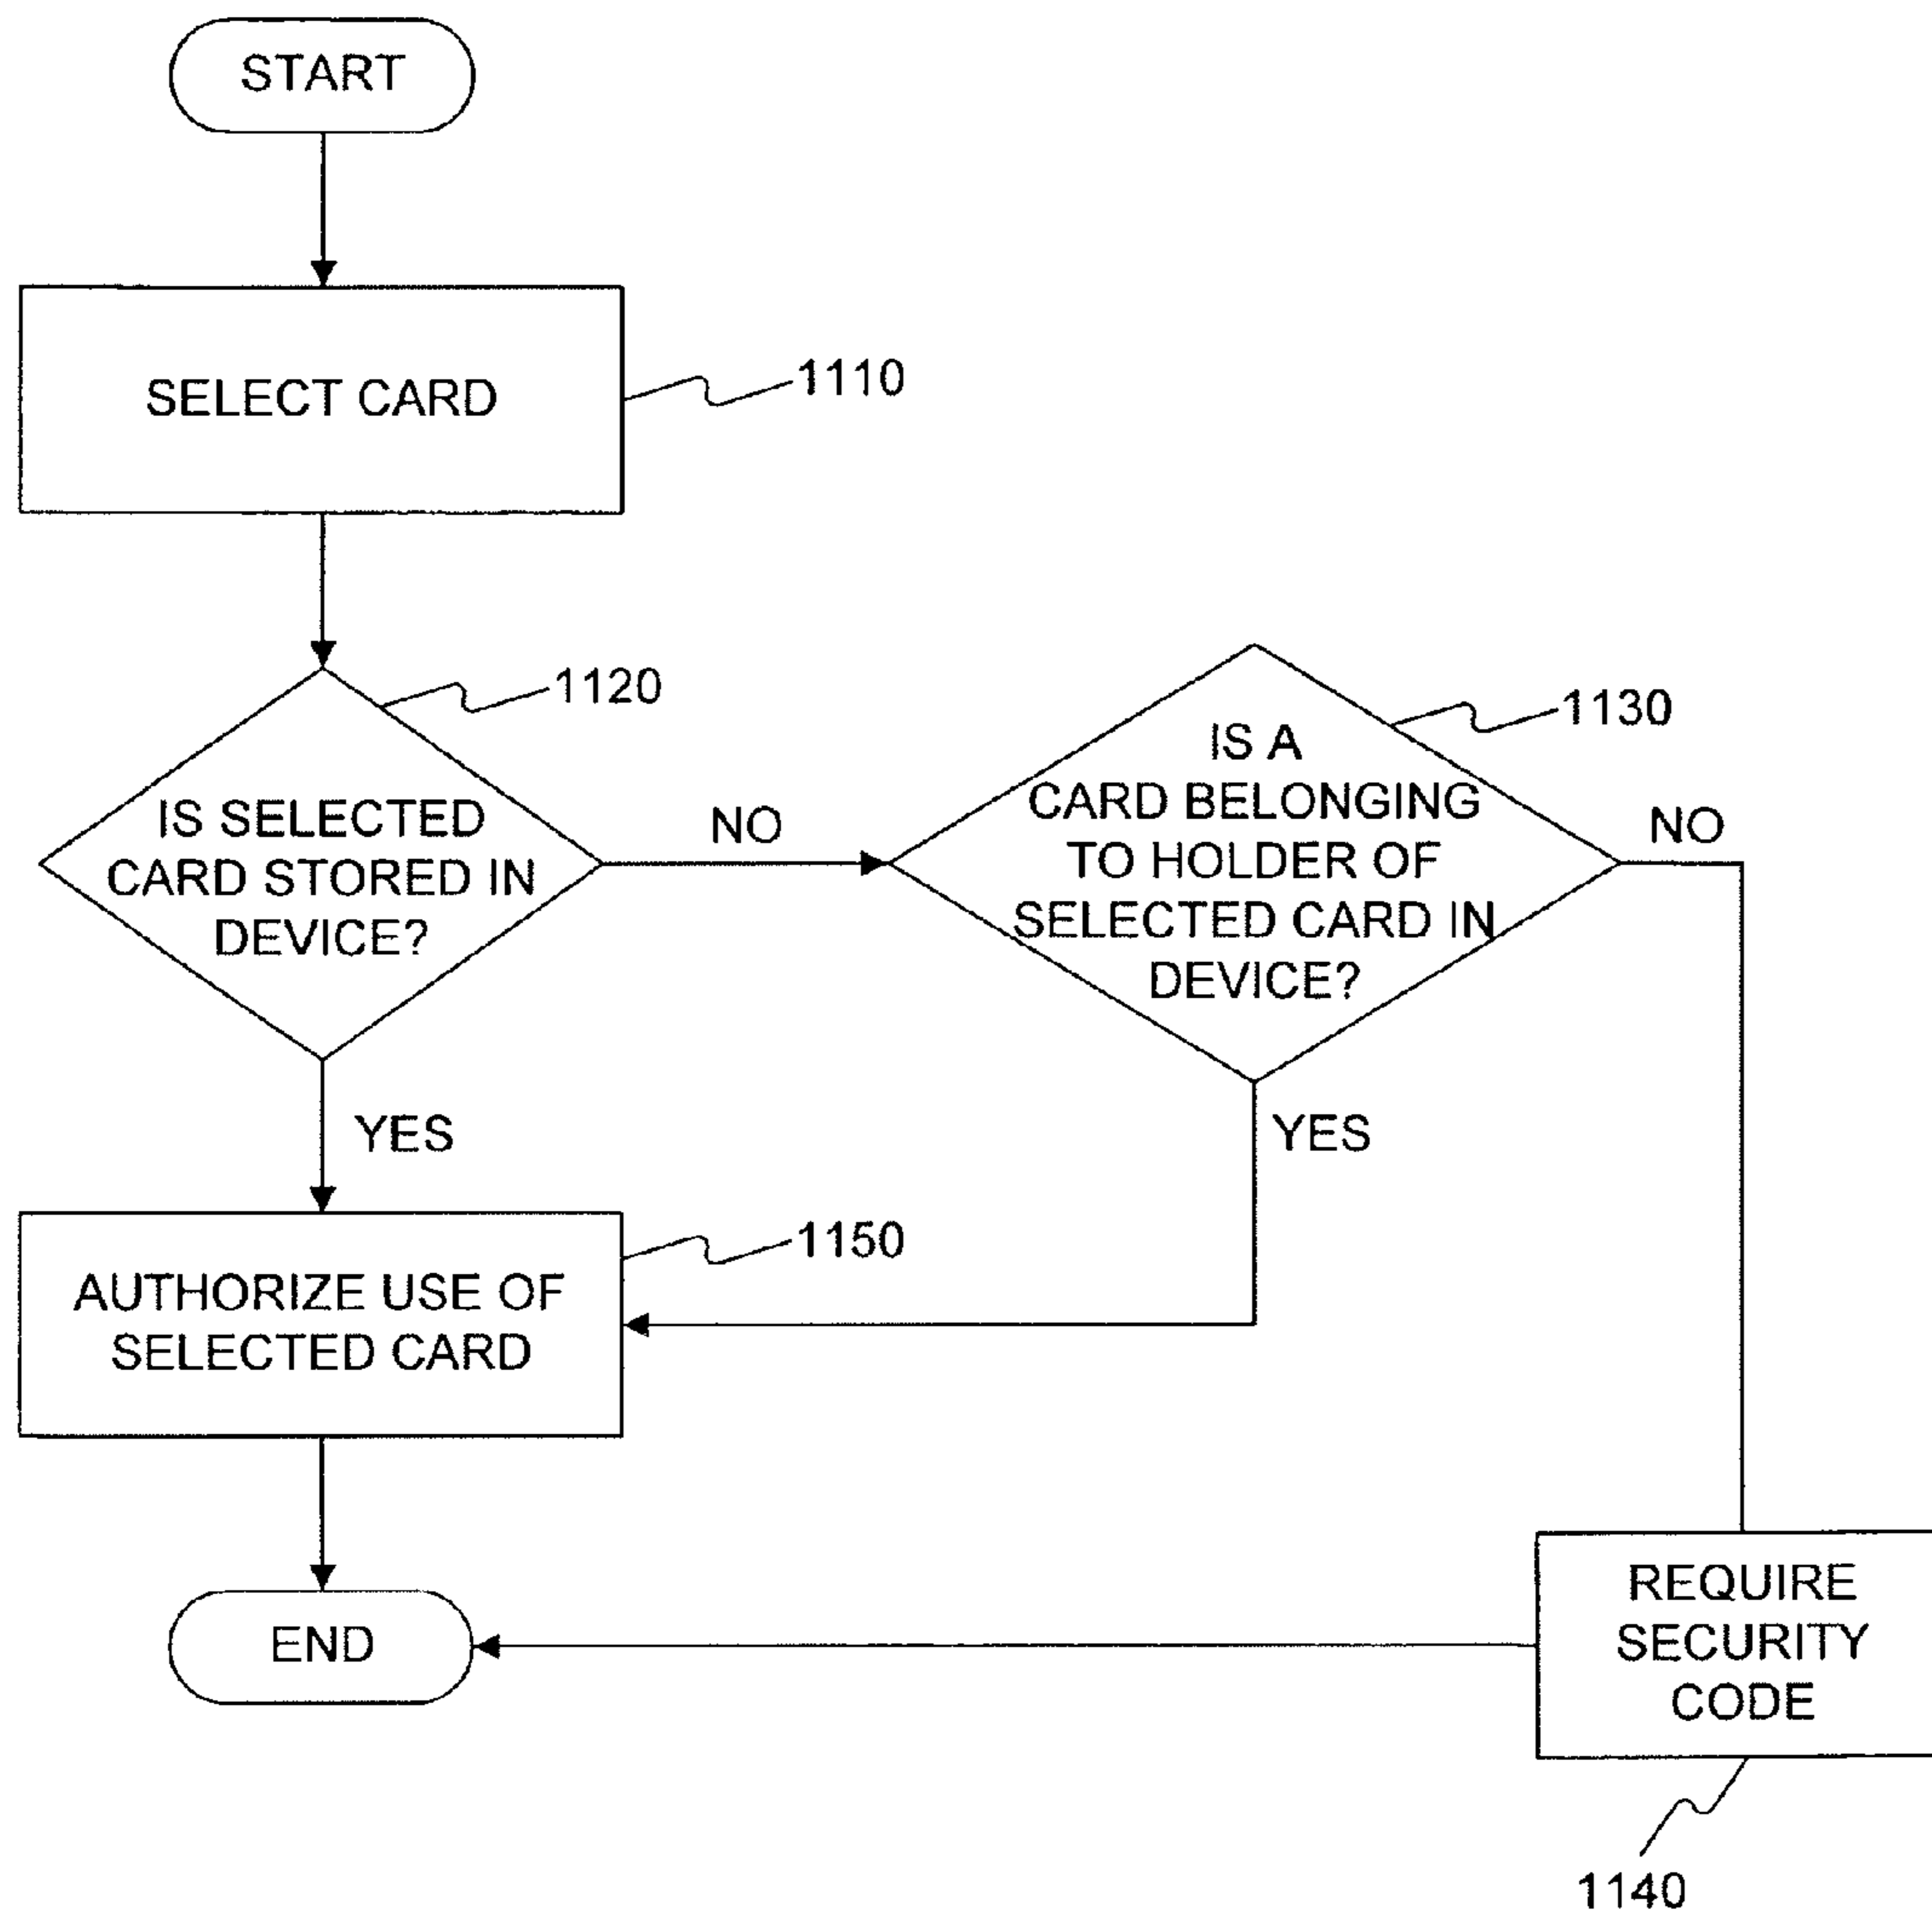 START
SELECT CARD
1110
1120
IS SELECTED
CARD STORED IN
DEVICE?
NO
1130
IS A
CARD BELONGING
TO HOLDER OF
SELECTED CARD IN
DEVICE?
NO
YES
YES
1150
AUTHORIZE USE OF
SELECTED CARD
END
REQUIRE
SECURITY
CODE
1140